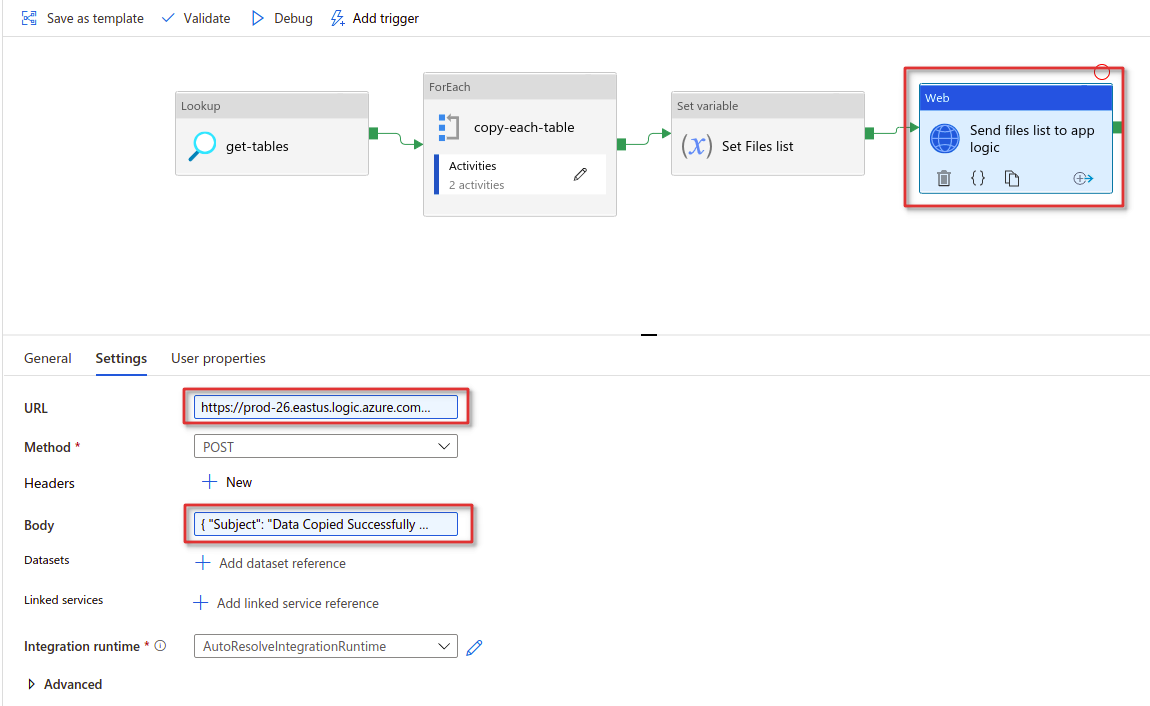 Save as template Validate Debug Add trigger
Lookup
get-tables
ForEach
copy-each-table
Activities
2 activities
Set variable
(x) Set Files list
Web
Send files list to app
logic
{}
General Settings User properties
URL https://prod-26.eastus.logic.azure.com...
Method * POST
Headers + New
Body { "Subject": "Data Copied Successfully ...
Datasets + Add dataset reference
Linked services + Add linked service reference
Integration runtime * AutoResolveIntegrationRuntime
Advanced